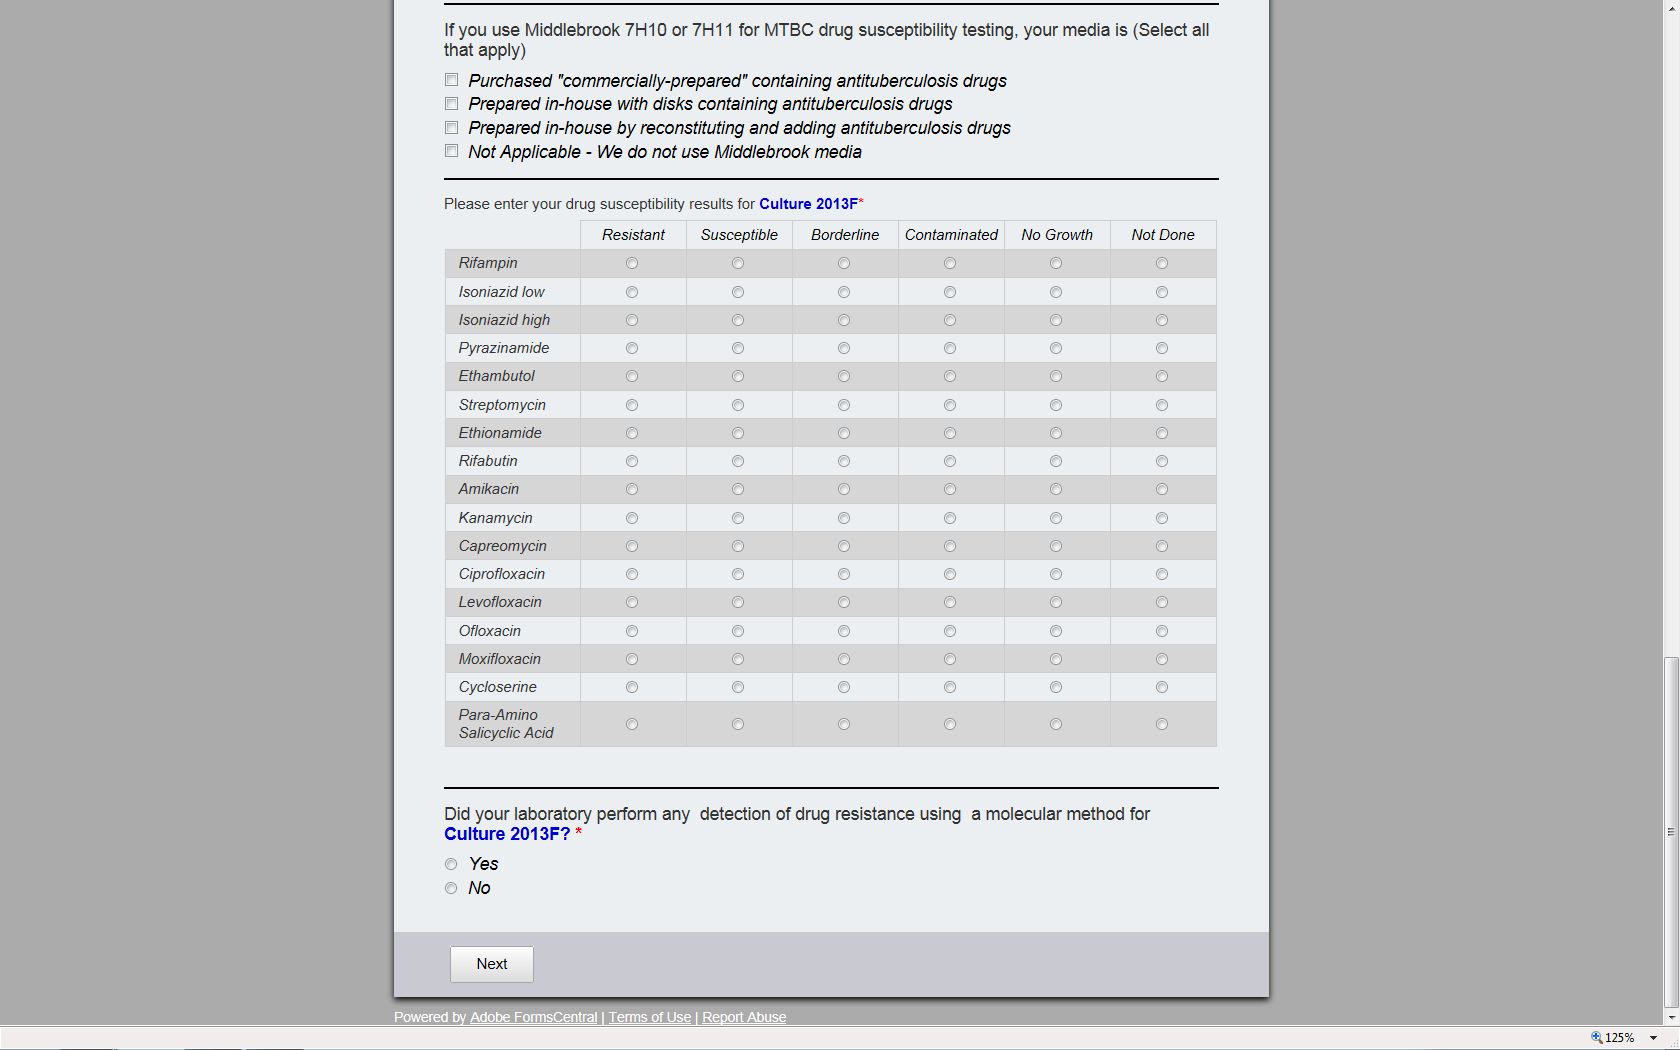 If you use Middlebrook 7H10 or 7H11 for MTBC drug susceptibility testing, your media is (Select all
that apply)
Purchased "commercially-prepared" containing antituberculosis drugs
Prepared in-house with disks containing antituberculosis drugs
Prepared in-house by reconstituting and adding antituberculosis drugs
Not Applicable - We do not use Middlebrook media
Please enter your drug susceptibility results for Culture 2013F*
Resistant Susceptible Borderline Contaminated No Growth Not Done
Rifampin
Isoniazid low
Isoniazid high
Pyrazinamide
Ethambutol
Streptomycin
Ethionamide
Rifabutin
Amikacin
Kanamycin
Capreomycin
Ciprofloxacin
Levofloxacin
Ofloxacin
Moxifloxacin
Cycloserine
Para-Amino
Salicyclic Acid
Did your laboratory perform any  detection of drug resistance using  a molecular method for
Culture 2013F? *
Yes
No
Next
Powered by Adobe FormsCentral | Terms of Use | Report Abuse
125%